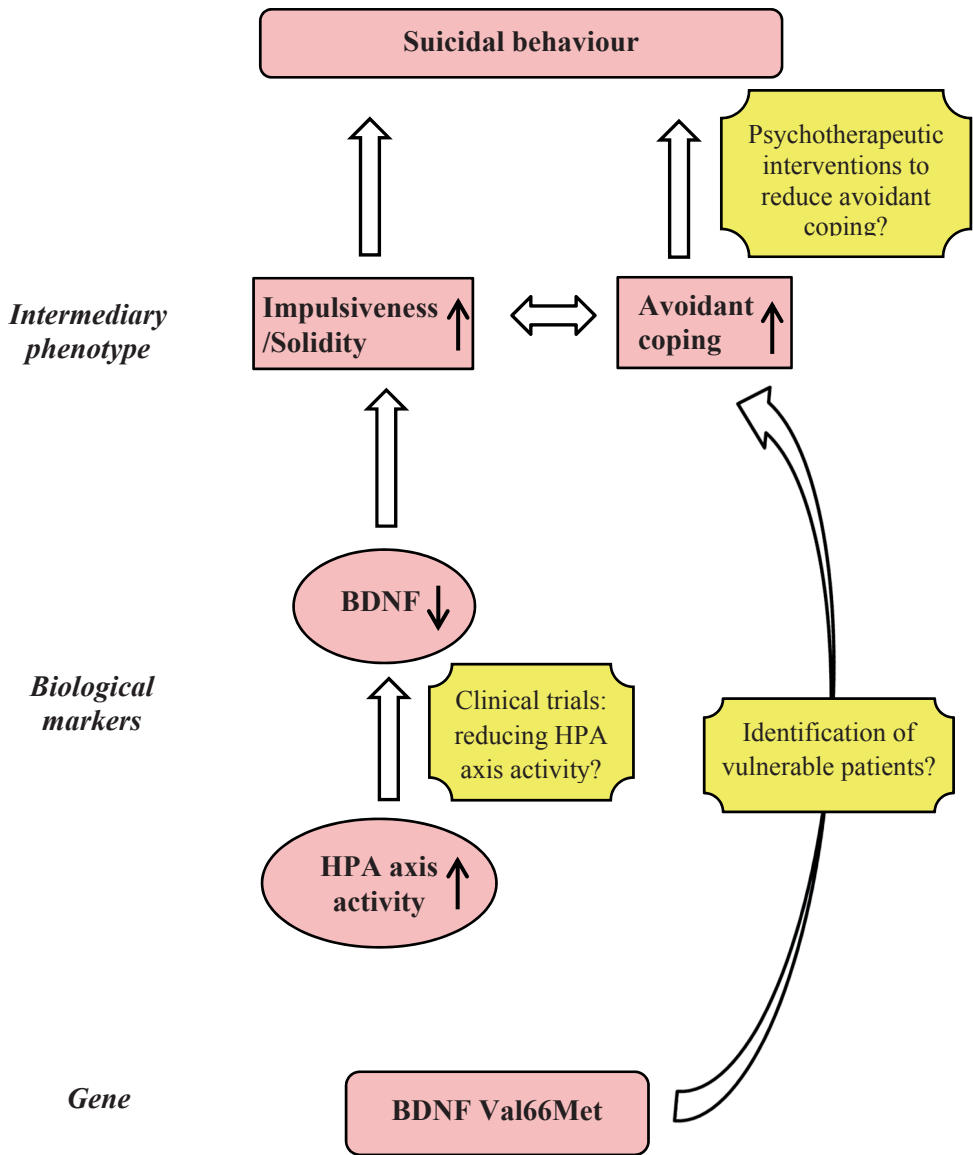 Suicidal behaviour
Psychotherapeutic
interventions to
reduce avoidant
coping?
Intermediary
phenotype
Impulsiveness
/Solidity
Avoidant
coping
BDNF
Biological
markers
Clinical trials:
reducing HPA
axis activity?
Identification of
vulnerable patients?
HPA axis
activity
Gene
BDNF Val66Met